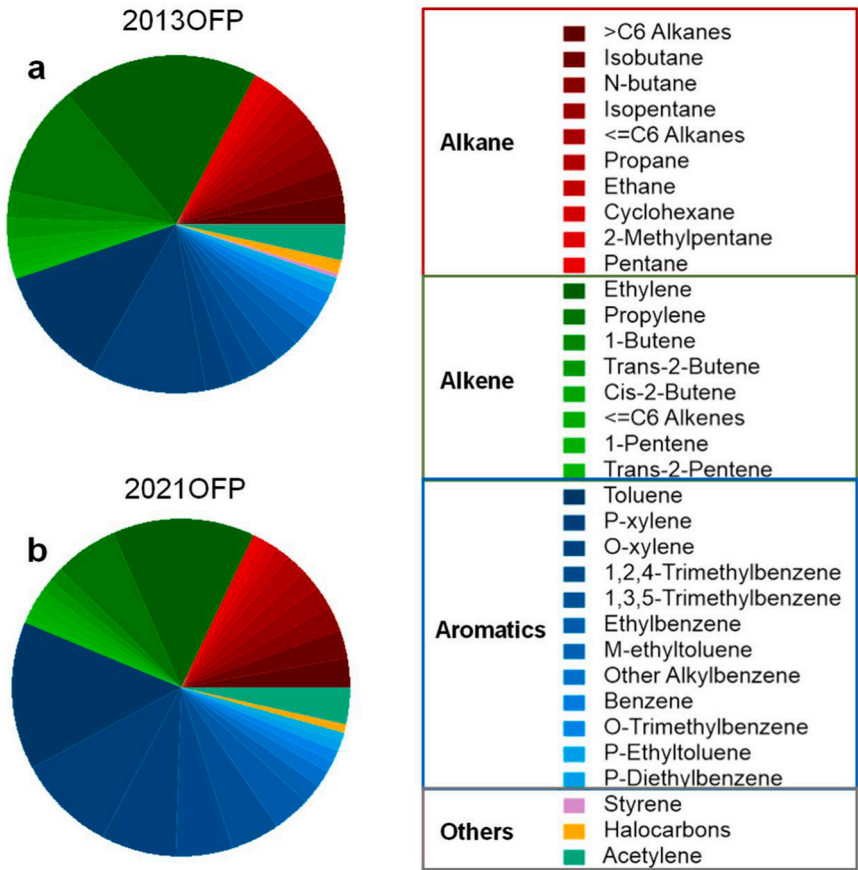 2013OFP
a
2021OFP
b
Alkane
>C6 Alkanes
Isobutane
N-butane
Isopentane
<=C6 Alkanes
Propane
Ethane
Cyclohexane
2-Methylpentane
Pentane
Alkene
Ethylene
Propylene
1-Butene
Trans-2-Butene
Cis-2-Butene
<=C6 Alkenes
1-Pentene
Trans-2-Pentene
Aromatics
Toluene
P-xylene
O-xylene
1,2,4-Trimethylbenzene
1,3,5-Trimethylbenzene
Ethylbenzene
M-ethyltoluene
Other Alkylbenzene
Benzene
O-Trimethylbenzene
P-Ethyltoluene
P-Diethylbenzene
Others
Styrene
Halocarbons
Acetylene